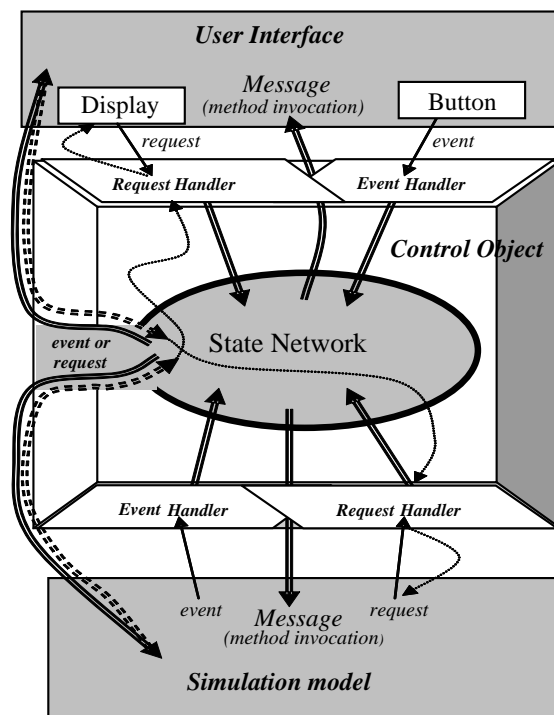 User Interface
Message
(method invocation)
Display
Button
request
event
Request Handler
Event Handler
Control Object
State Network
event or
request
Event Handler
Request Handler
event
Message
(method invocation)
request
Simulation model